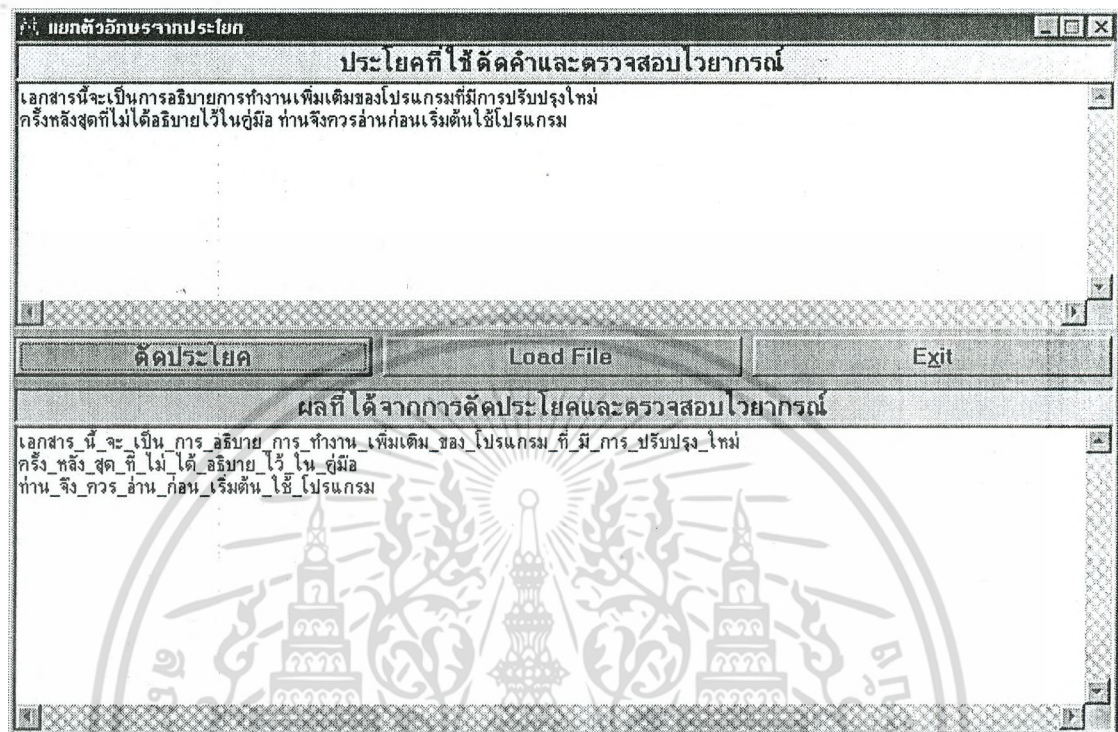 แยกตัวอักษรจากประโยค
ประโยคที่ใช้ตัดคำและตรวจสอบไวยากรณ์
เอกสารนี้จะเป็นการอธิบายการทำงานเพิ่มเติมของโปรแกรมที่มีการปรับปรุงใหม่
ครั้งหลังสุดที่ไม่ได้อธิบายไว้ในคู่มือ ท่านจึงควรอ่านก่อนเริ่มต้นใช้โปรแกรม
ตัดประโยค Load File Exit
ผลที่ได้จากการตัดประโยคและตรวจสอบไวยากรณ์
เอกสาร_นี้_จะ_เป็น_การ_อธิบาย_การ_ทำงาน_เพิ่มเติม_ของ_โปรแกรม_ที่_มี_การ_ปรับปรุง_ใหม่
ครั้ง_หลัง_สุด_ที่_ไม่_ได้_อธิบาย_ไว้_ใน_คู่มือ
ท่าน_จึง_ควร_อ่าน_ก่อน_เริ่มต้น_ใช้_โปรแกรม